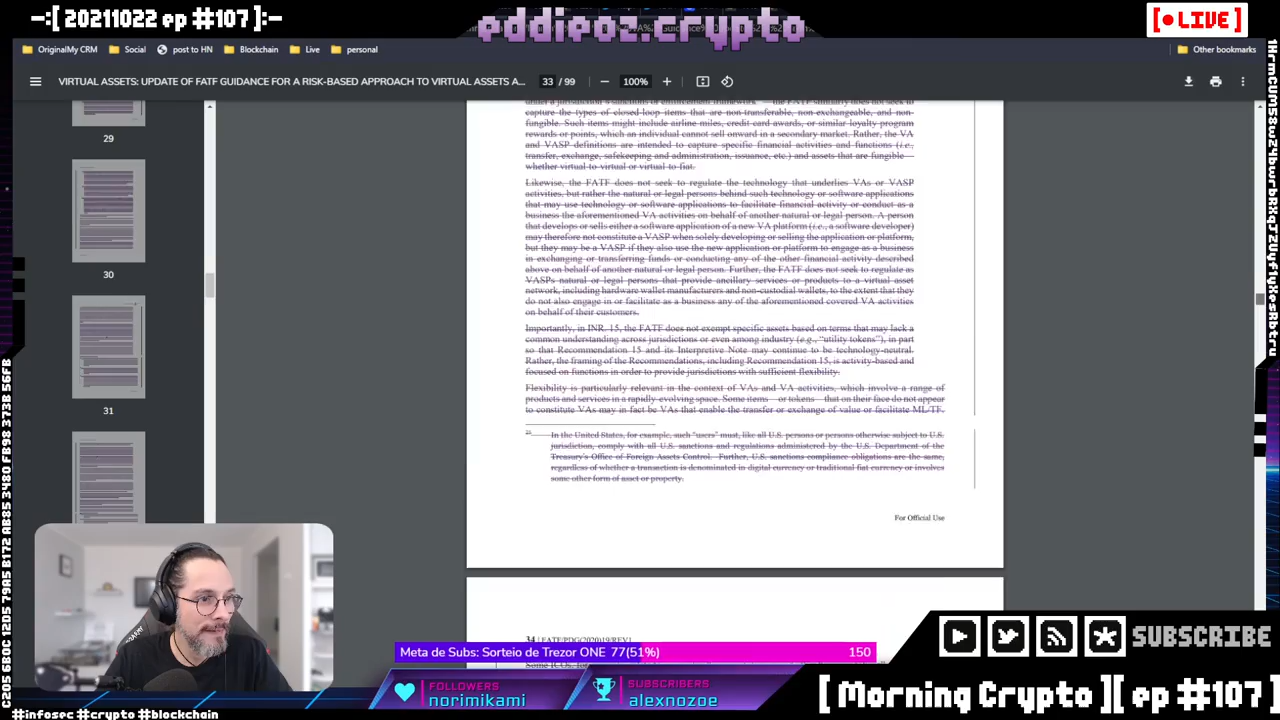 -:[ 20211022 ep #107 ]:-
eddieoz.crypto
[ • LIVE ]
OriginalMy Clients
Social
post to HN
Blockchain
Live
personal
Other bookmarks
VIRTUAL ASSETS: UPDATE OF FATF GUIDANCE FOR A RISK-BASED APPROACH TO VIRTUAL ASSETS A...
33 / 99
100%
under a jurisdiction's sanctions or enforcement framework — the FATF similarly does not seek to
capture the types of closed-loop items that are non-transferable, non-exchangeable, and non-
fungible. Such items might include airline miles, credit card awards, or similar loyalty program
rewards or points, which an individual cannot sell onward in a secondary market. Rather, the VA
and VASP definitions are intended to capture specific financial activities and functions (i.e.,
transfer, exchange, safekeeping and administration, issuance, etc.) and assets that are fungible—
whether virtual-to-virtual or virtual-to-fiat.
Likewise, the FATF does not seek to regulate the technology that underlies VAs or VASP
activities, but rather the natural or legal persons behind such technology or software applications
that may use technology or software applications to facilitate financial activity or conduct as a
business the aforementioned VA activities on behalf of another natural or legal person. A person
that develops or sells either a software application of a new VA platform (i.e., a software developer)
may therefore not constitute a VASP when solely developing or selling the application or platform,
but they may be a VASP if they also use the new application or platform to engage as a business
in exchanging or transferring funds or conducting any of the other financial activity described
above on behalf of another natural or legal person. Further, the FATF does not seek to regulate as
VASPs natural or legal persons that provide ancillary services or products to a virtual asset
network, including hardware wallet manufacturers and non-custodial wallets, to the extent that they
do not also engage in or facilitate as a business any of the aforementioned covered VA activities
on behalf of their customers.
Importantly, in INR. 15, the FATF does not exempt specific assets based on terms that may lack a
common understanding across jurisdictions or even among industry (e.g., “utility tokens”), in part
so that Recommendation 15 and its Interpretive Note may continue to be technology-neutral.
Rather, the framing of the Recommendations, including Recommendation 15, is activity-based and
focused on functions in order to provide jurisdictions with sufficient flexibility.
Flexibility is particularly relevant in the context of VAs and VA activities, which involve a range of
products and services in a rapidly-evolving space. Some items—or tokens—that on their face do not appear
to constitute VAs may in fact be VAs that enable the transfer or exchange of value or facilitate ML/TF.
In the United States, for example, such “users” must, like all U.S. persons or persons otherwise subject to U.S.
jurisdiction, comply with all U.S. sanctions and regulations administered by the U.S. Department of the
Treasury's Office of Foreign Assets Control. Further, U.S. sanctions compliance obligations are the same,
regardless of whether a transaction is denominated in digital currency or traditional fiat currency or involves
some other form of asset or property.
For Official Use
31
34 | FATF/PDG(2020)19/REV1
Meta de Subs: Sorteio de Trezor ONE 77(51%)
150
SUBSCRIBE
FOLLOWERS
norimikami
SUBSCRIBERS
alexnozoe
[ Morning Crypto ][ ep #107 ]
#infosec #crypto #blockchain